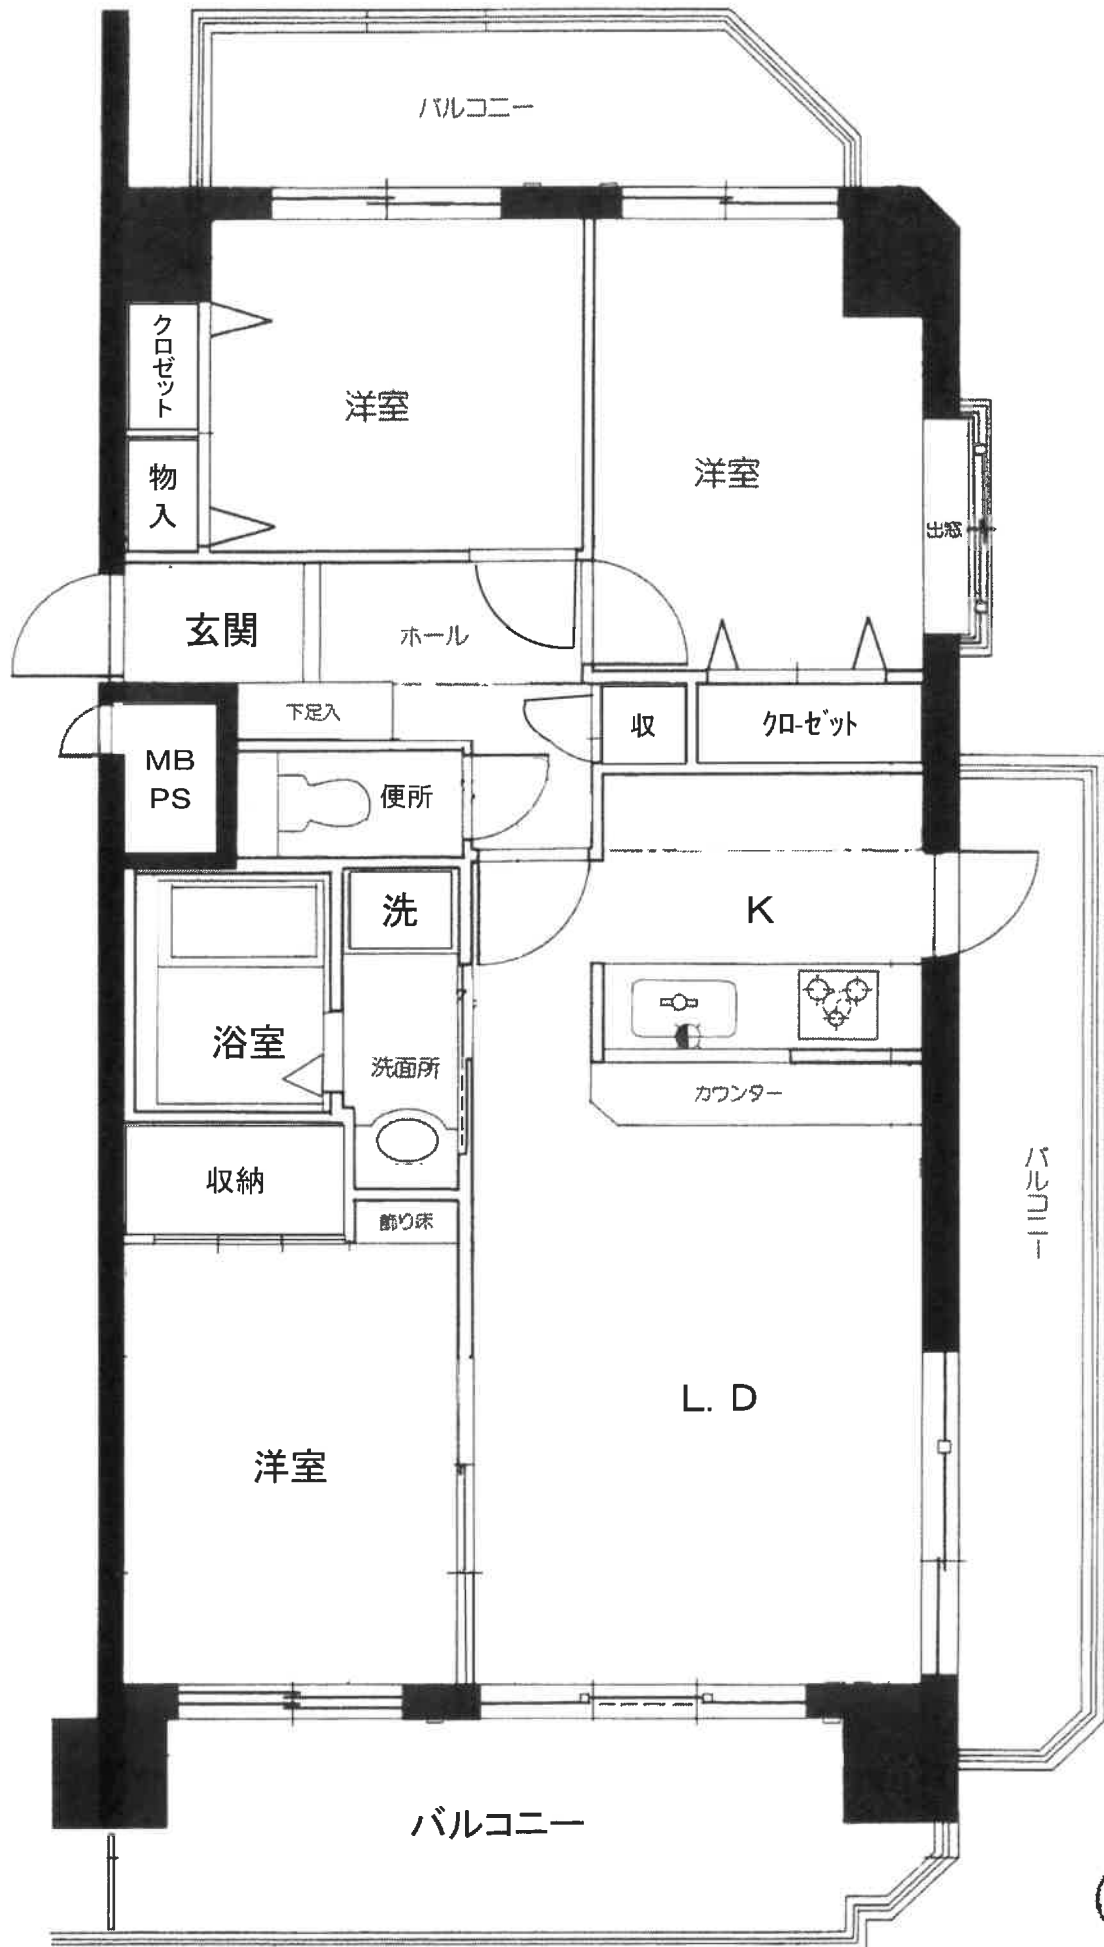 バルコニー
クロゼット
洋室
洋室
物
入
出窓
玄関
ホール
下足入
収
クローゼット
MB
PS
便所
洗
K
浴室
洗面所
カウンター
収納
飾り床
バルコニー
L. D
洋室
バルコニー